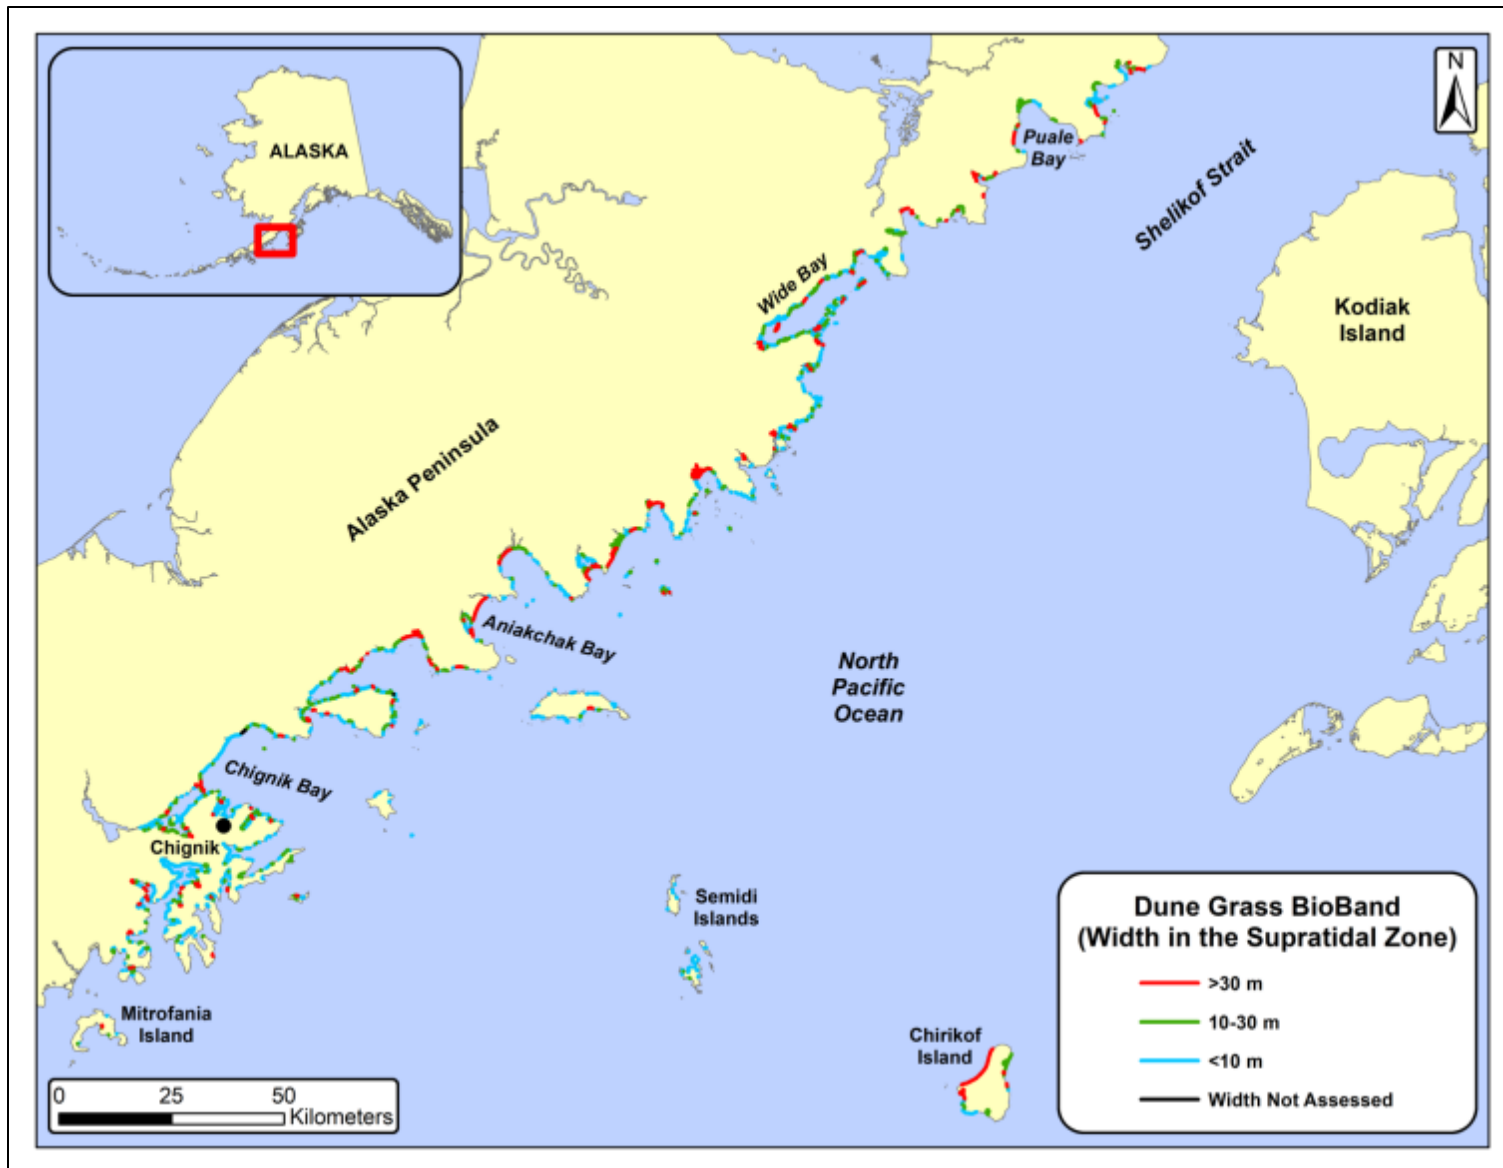 ALASKA
N
Puale
Bay
Shelikof Strait
Wide Bay
Kodiak
Island
Alaska Peninsula
Aniakchak Bay
North
Pacific
Ocean
Chignik Bay
Chignik
Semidi
Islands
Mitrofania
Island
Chirikof
Island
Dune Grass BioBand
(Width in the Supratidal Zone)
>30 m
10-30 m
<10 m
Width Not Assessed
0 25 50
Kilometers